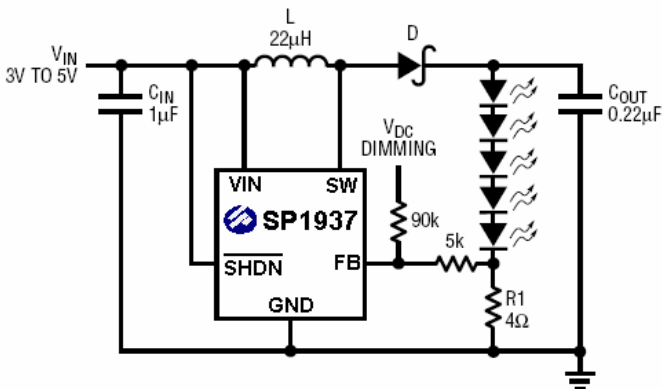 L
22µH
D
VIN
3V TO 5V
CIN
1µF
COUT
0.22µF
VDC
DIMMING
VIN
SW
SP1937
90k
5k
SHDN
FB
GND
R1
4Ω